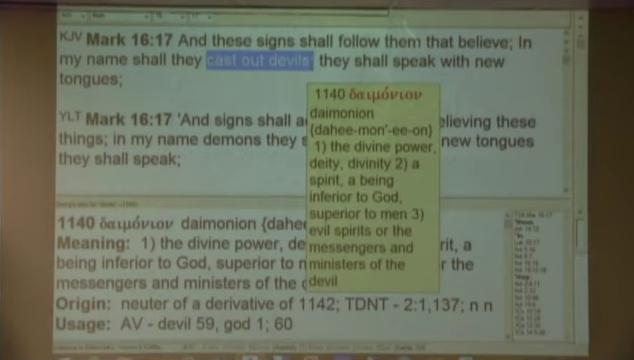 KJV Mark 16:17 And these signs shall follow them that believe; In
my name shall they cast out devils; they shall speak with new
tongues;
YLT Mark 16:17 'And signs shall a
elieving these
things; in my name demons they s
new tongues
they shall speak;
1140 δαιμόνιον
daimonion
{dahee-mon'-ee-on}
1) the divine power,
deity, divinity 2) a
spirit, a being
inferior to God,
superior to men 3)
evil spirits or the
messengers and
ministers of the
devil
1140 δαιμόνιον daimonion {dahee
Meaning: 1) the divine power, de
rit, a
being inferior to God, superior to n
r the
messengers and ministers of the
Origin: neuter of a derivative of 1142; TDNT - 2:1,137; n n
Usage: AV - devil 59, god 1; 60